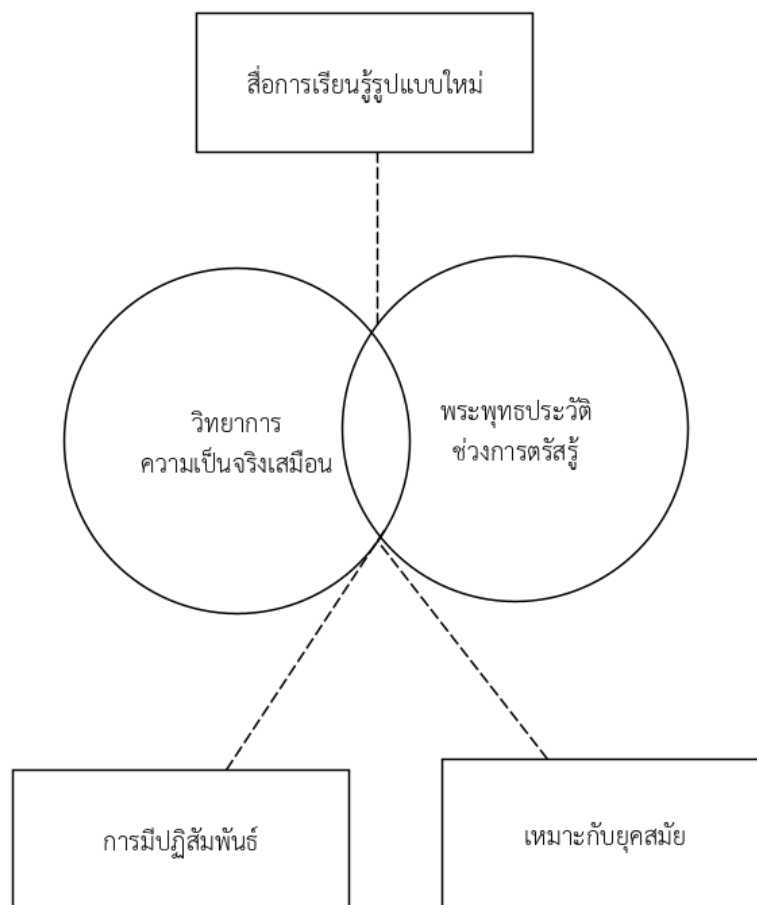 สื่อการเรียนรู้รูปแบบใหม่
วิทยาการ
ความเป็นจริงเสมือน
พระพุทธประวัติ
ช่วงการตรัสรู้
การมีปฏิสัมพันธ์
เหมาะกับยุคสมัย